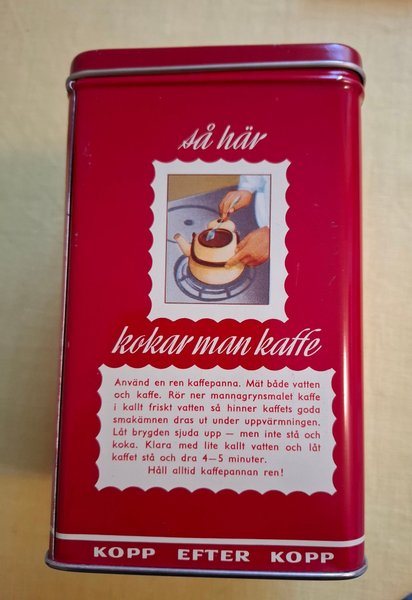 så här
kokar man kaffe
Använd en ren kaffepanna. Mät både vatten
och kaffe. Rör ner mannagrynsmalet kaffe
i kallt friskt vatten så hinner kaffets goda
smakämnen dras ut under uppvärmningen.
Låt brygden sjuda upp — men inte stå och
koka. Klara med lite kallt vatten och låt
kaffet stå och dra 4—5 minuter.
Håll alltid kaffepannan ren!
KOPP EFTER KOPP